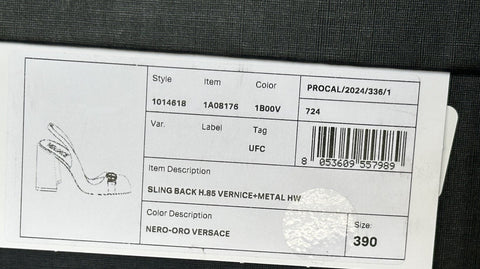 Style Item Color PROCAL/2024/336/1
1014618 1A08176 1B00V 724
Var. Label Tag
UFC
8 053609 557989
Item Description
SLING BACK H.85 VERNICE+METAL HW
Color Description
NERO-ORO VERSACE
Size:
390